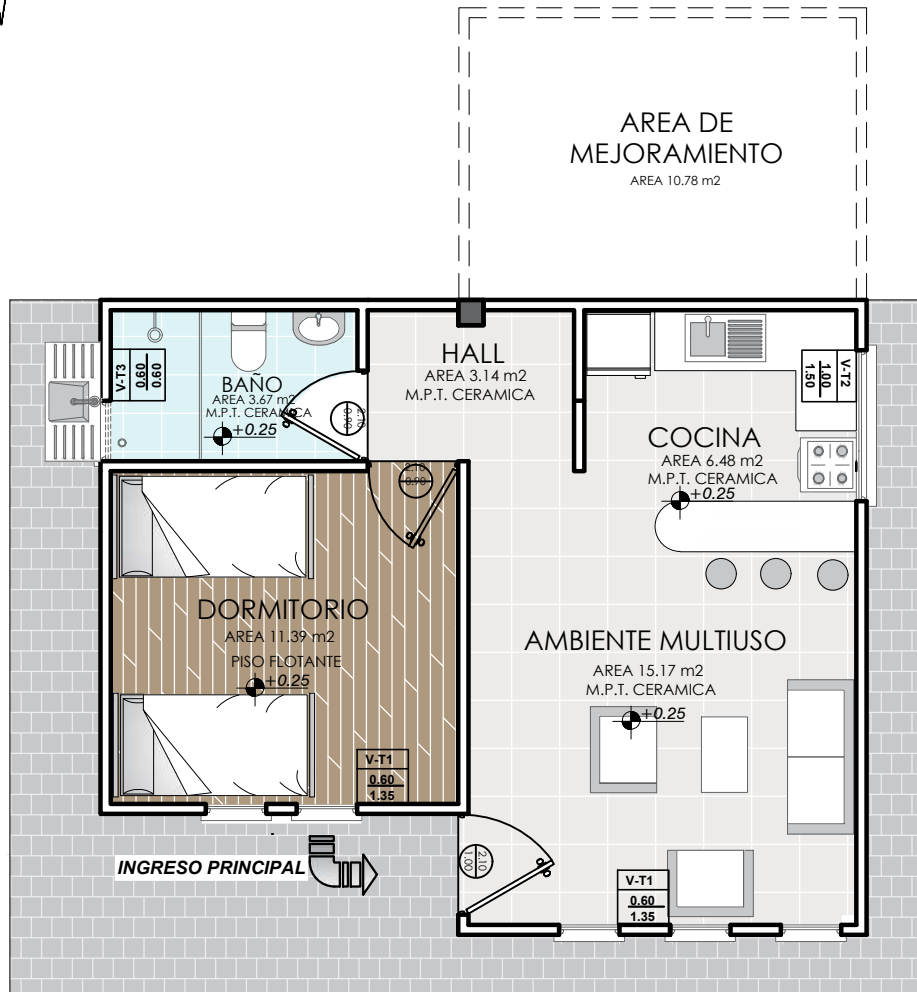 AREA DE
MEJORAMIENTO
AREA 10.78 m2
HALL
AREA 3.14 m2
M.P.T. CERAMICA
V-T3
0.60
0.60
BAÑO
AREA 3.67 m2
M.P.T. CERAMICA
+0.25
2.10
0.90
V-T2
1.00
1.50
COCINA
AREA 6.48 m2
M.P.T. CERAMICA
+0.25
2.10
0.90
DORMITORIO
AREA 11.39 m2
PISO FLOTANTE
+0.25
AMBIENTE MULTIUSO
AREA 15.17 m2
M.P.T. CERAMICA
+0.25
V-T1
0.60
1.35
INGRESO PRINCIPAL
2.10
1.00
V-T1
0.60
1.35